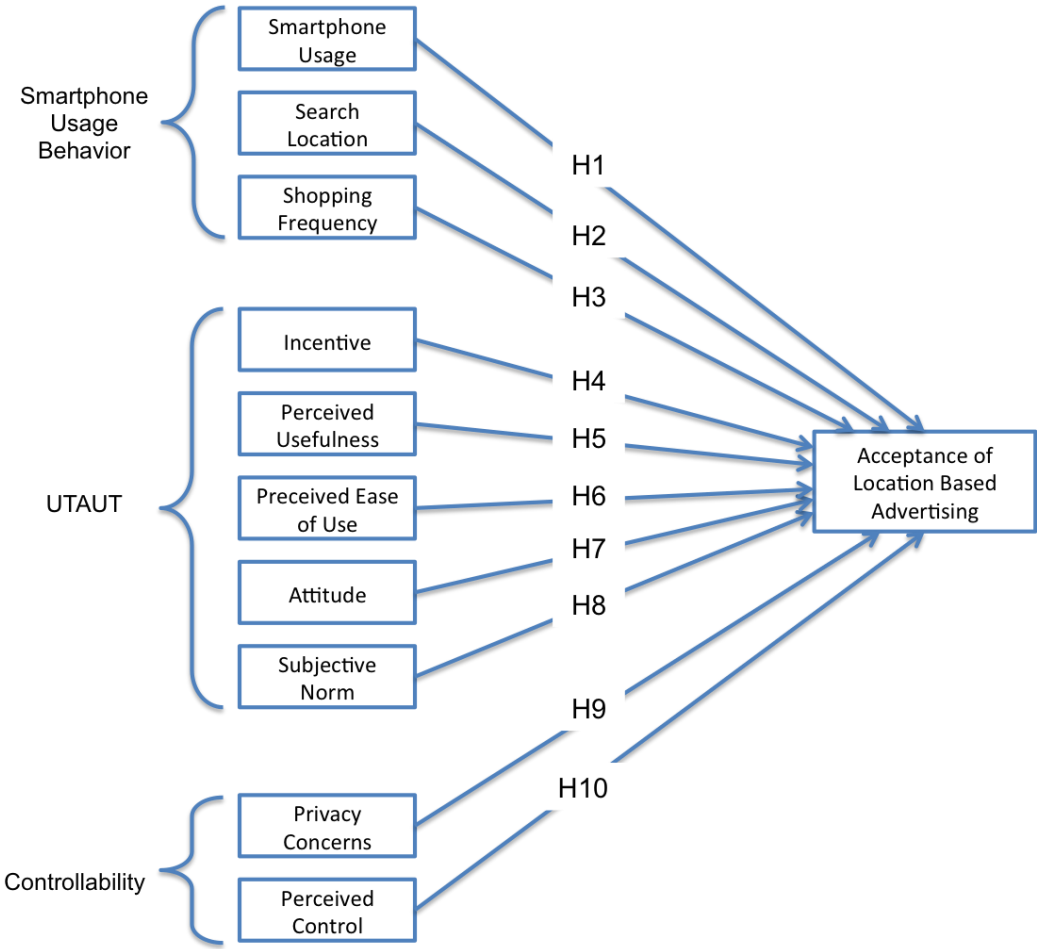 Smartphone
Usage
Behavior
Smartphone
Usage
Search
Location
Shopping
Frequency
H1
H2
H3
UTAUT
Incentive
Perceived
Usefulness
Preceived Ease
of Use
Attitude
Subjective
Norm
H4
H5
H6
H7
H8
Controllability
Privacy
Concerns
Perceived
Control
H9
H10
Acceptance of
Location Based
Advertising